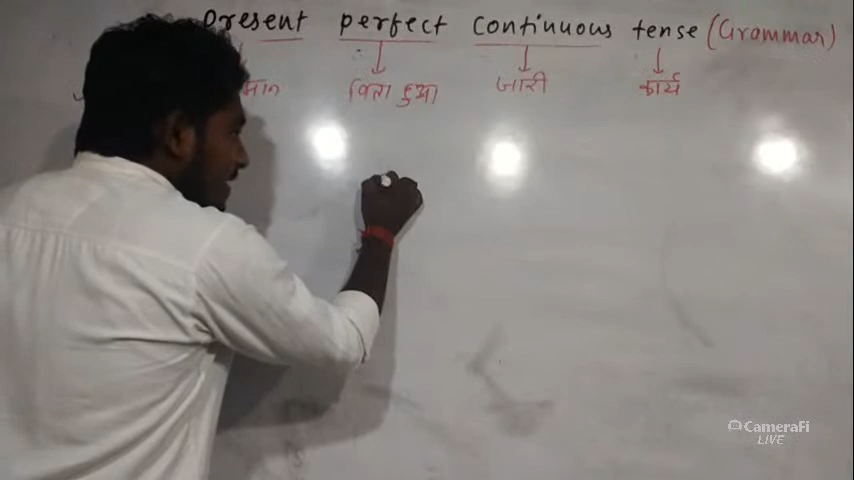 Present perfect continuous tense (Grammar)
मान विता हुआ जारी कार्य
CameraFi
LIVE